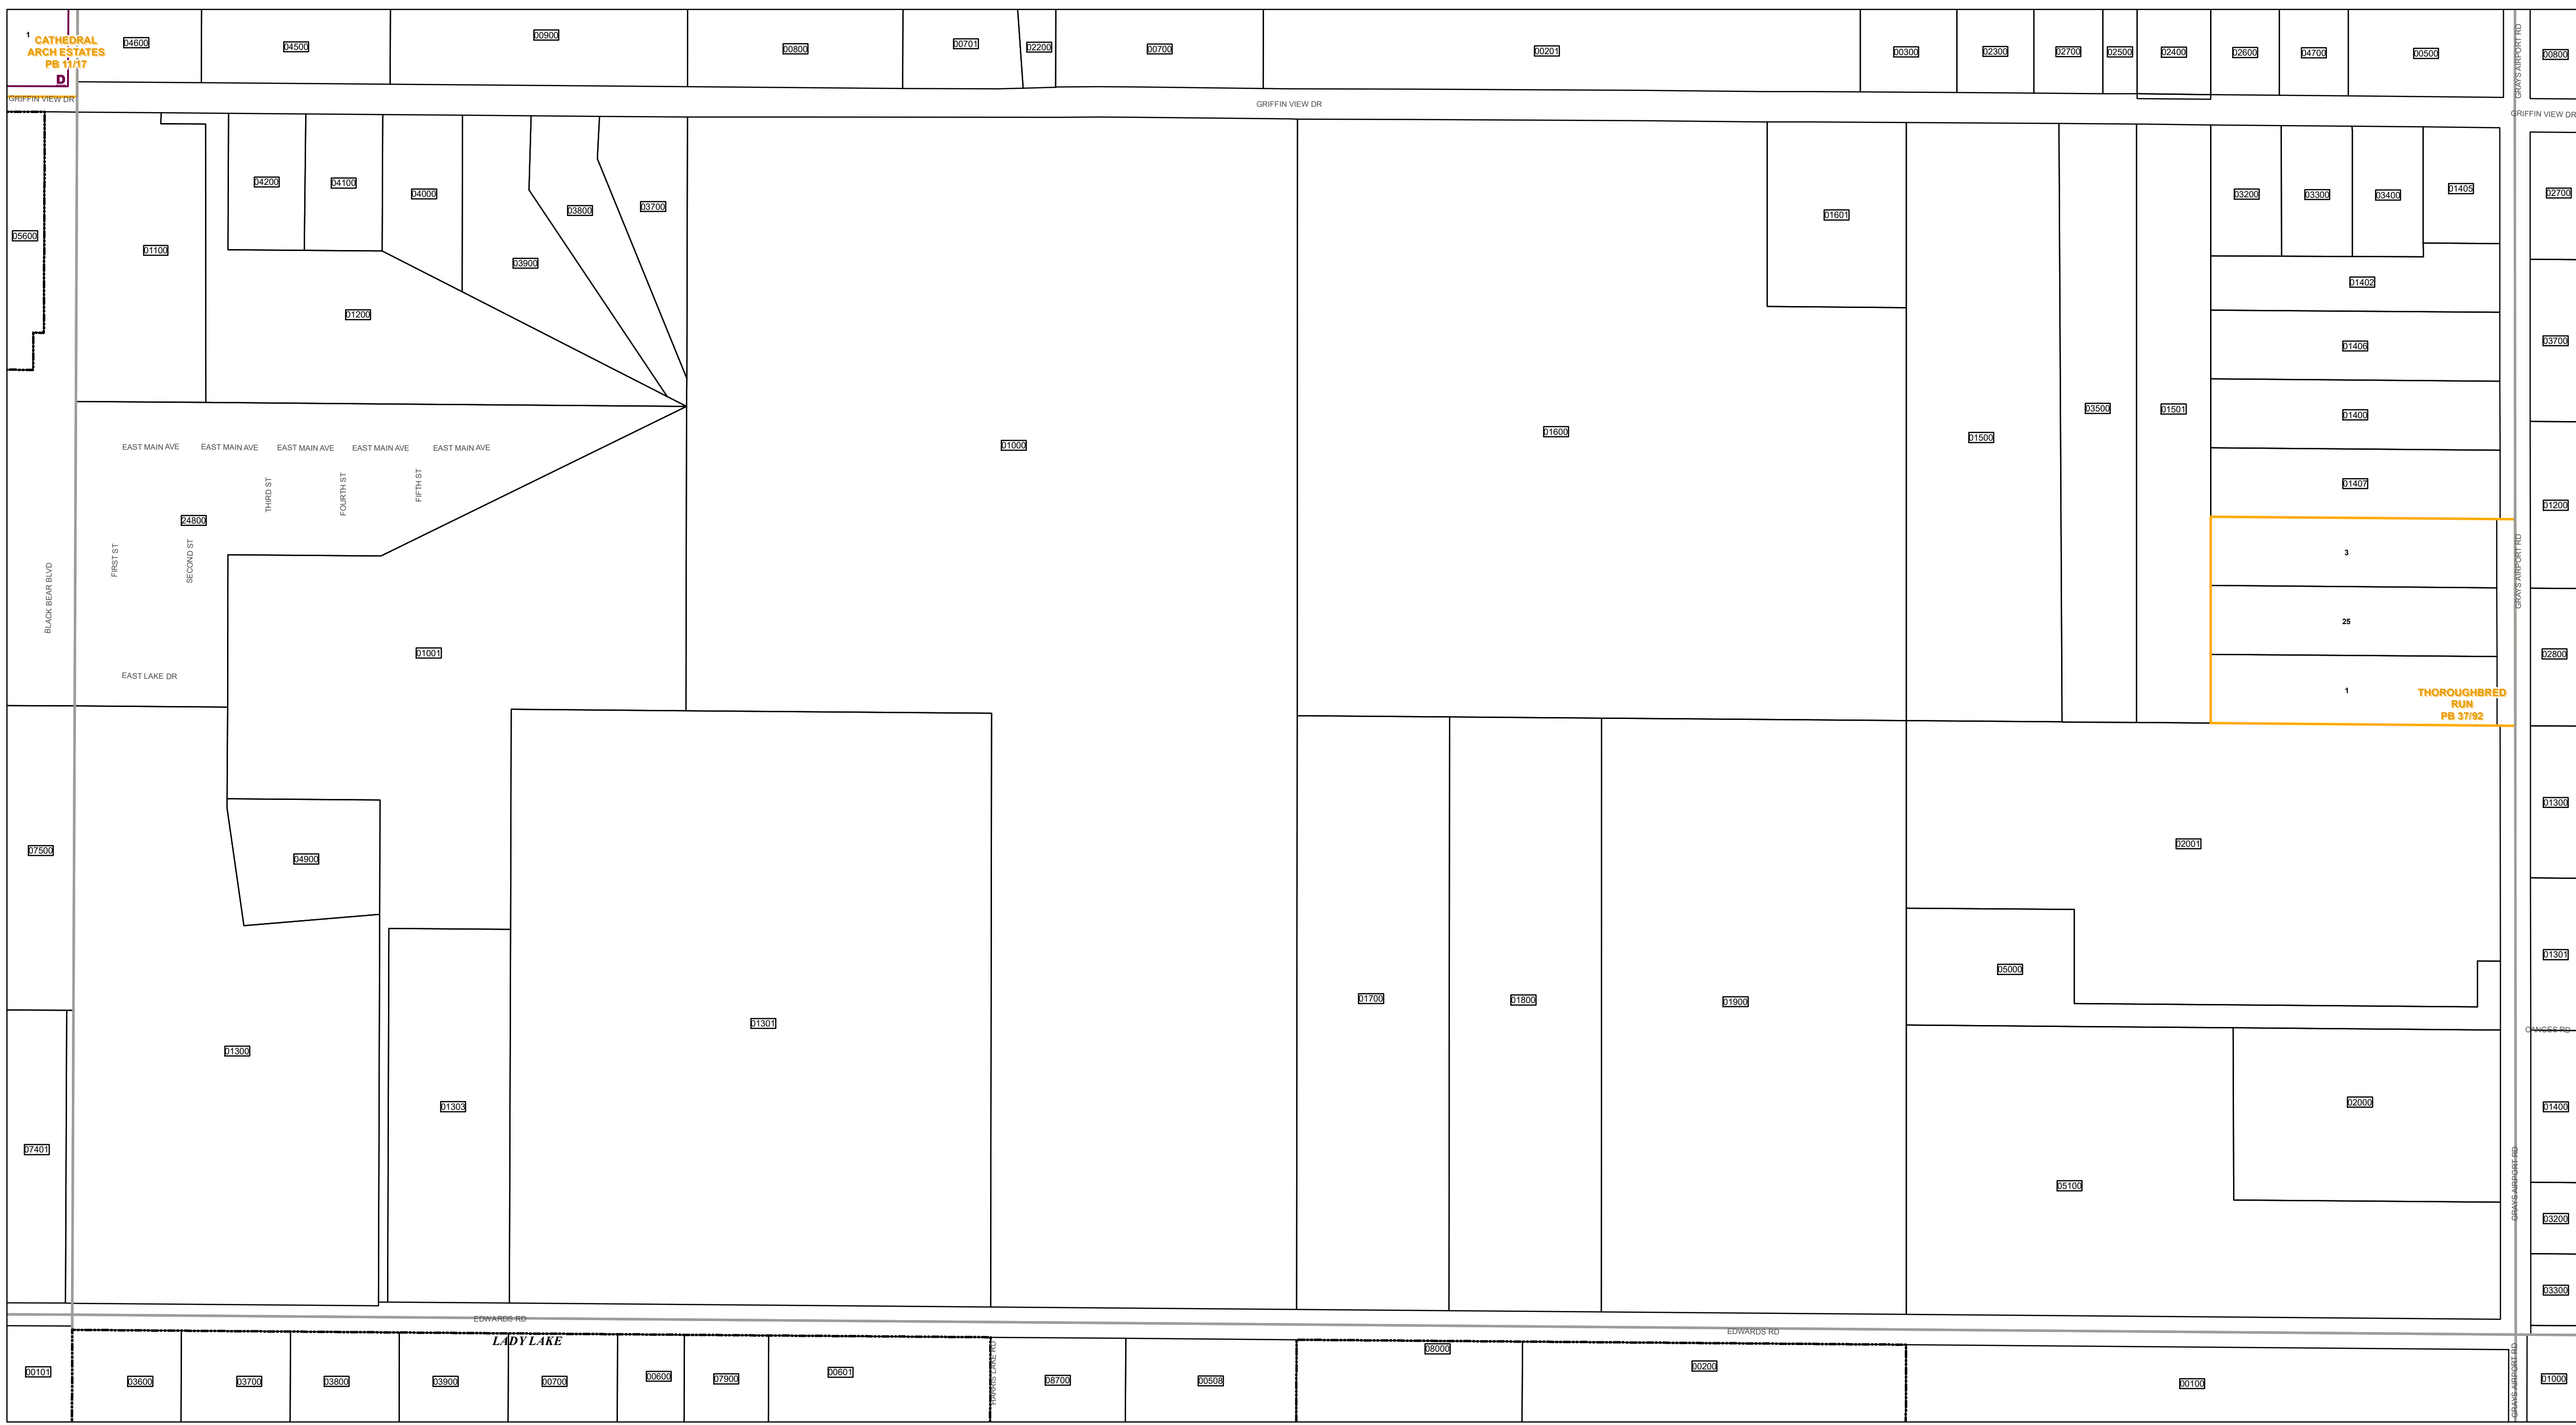 1
CATHEDRAL
ARCH ESTATES
PB 11/17
D
04600
04500
00900
00800
00701
02200
00700
00201
00300
02300
02700
02500
02400
02600
04700
00500
GRAYS AIRPORT RD
00800
GRIFFIN VIEW DR
GRIFFIN VIEW DR
GRIFFIN VIEW DR
05600
01100
04200
04100
04000
03900
03800
03700
01200
01000
01600
01601
01500
03500
01501
03200
03300
03400
01405
02700
01402
01406
01400
01407
03700
01200
EAST MAIN AVE
EAST MAIN AVE
EAST MAIN AVE
EAST MAIN AVE
EAST MAIN AVE
THIRD ST
FOURTH ST
FIFTH ST
24800
FIRST ST
SECOND ST
BLACK BEAR BLVD
EAST LAKE DR
01001
3
25
1
THOROUGHBRED
RUN
PB 37/92
GRAYS AIRPORT RD
02800
01300
07500
04900
02001
01301
05000
01700
01800
01900
01301
01300
01303
07401
CANGES RD
02000
01400
05100
GRAYS AIRPORT RD
03200
03300
EDWARDS RD
EDWARDS RD
LADY LAKE
00101
03600
03700
03800
03900
00700
00600
07900
00601
HARRIS LAKE RD
08700
00508
08000
00200
00100
GRAYS AIRPORT RD
01000